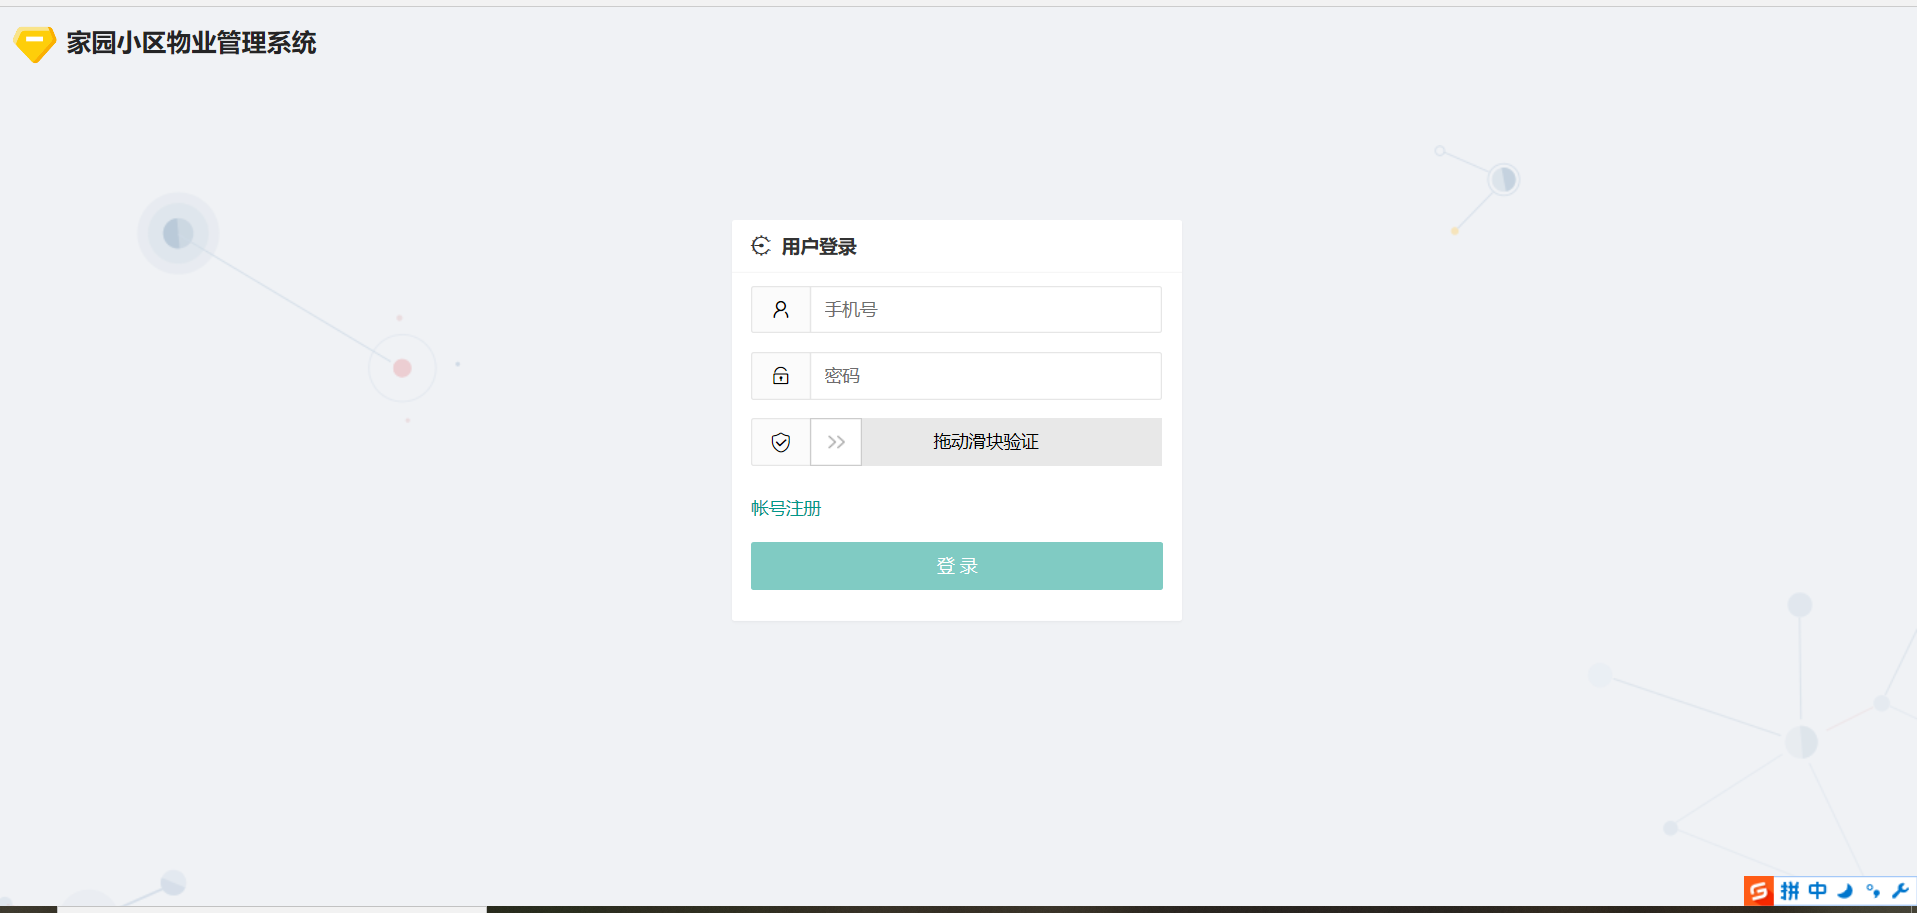 家园小区物业管理系统
用户登录
手机号
密码
拖动滑块验证
帐号注册
登录
拼中